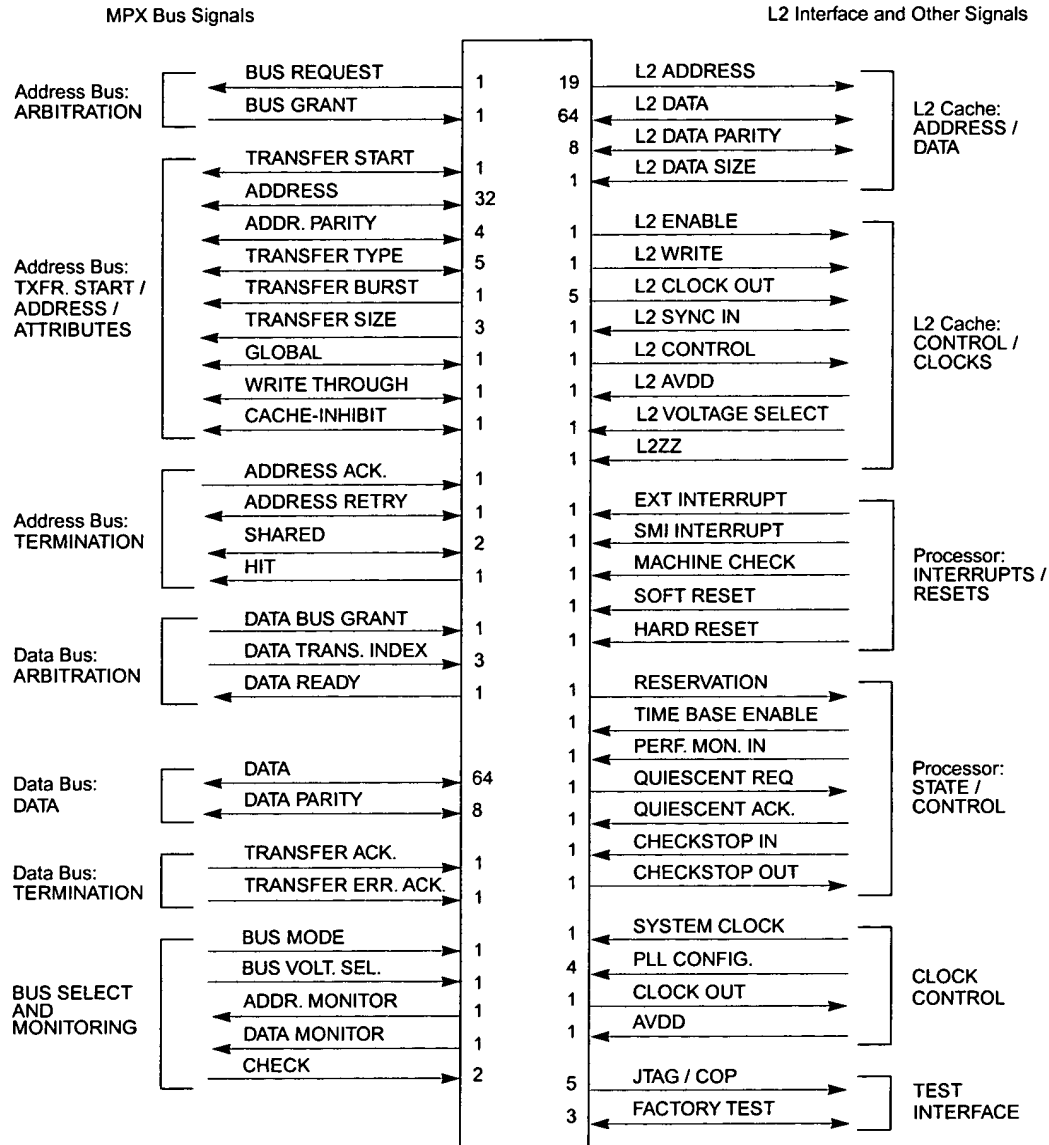 MPX Bus Signals
L2 Interface and Other Signals
Address Bus:
ARBITRATION
BUS REQUEST
1
BUS GRANT
1
Address Bus:
TXFR. START /
ADDRESS /
ATTRIBUTES
TRANSFER START
1
ADDRESS
32
ADDR. PARITY
4
TRANSFER TYPE
5
TRANSFER BURST
1
TRANSFER SIZE
3
GLOBAL
1
WRITE THROUGH
1
CACHE-INHIBIT
1
Address Bus:
TERMINATION
ADDRESS ACK.
1
ADDRESS RETRY
1
SHARED
2
HIT
1
Data Bus:
ARBITRATION
DATA BUS GRANT
1
DATA TRANS. INDEX
3
DATA READY
1
Data Bus:
DATA
DATA
64
DATA PARITY
8
Data Bus:
TERMINATION
TRANSFER ACK.
1
TRANSFER ERR. ACK.
1
BUS SELECT
AND
MONITORING
BUS MODE
1
BUS VOLT. SEL.
1
ADDR. MONITOR
1
DATA MONITOR
1
CHECK
2
19
L2 ADDRESS
64
L2 DATA
8
L2 DATA PARITY
1
L2 DATA SIZE
L2 Cache:
ADDRESS /
DATA
1
L2 ENABLE
1
L2 WRITE
5
L2 CLOCK OUT
1
L2 SYNC IN
1
L2 CONTROL
1
L2 AVDD
1
L2 VOLTAGE SELECT
1
L2ZZ
L2 Cache:
CONTROL /
CLOCKS
1
EXT INTERRUPT
1
SMI INTERRUPT
1
MACHINE CHECK
1
SOFT RESET
1
HARD RESET
Processor:
INTERRUPTS /
RESETS
1
RESERVATION
1
TIME BASE ENABLE
1
PERF. MON. IN
1
QUIESCENT REQ
1
QUIESCENT ACK.
1
CHECKSTOP IN
1
CHECKSTOP OUT
Processor:
STATE /
CONTROL
1
SYSTEM CLOCK
4
PLL CONFIG.
1
CLOCK OUT
1
AVDD
CLOCK
CONTROL
5
JTAG / COP
3
FACTORY TEST
TEST
INTERFACE